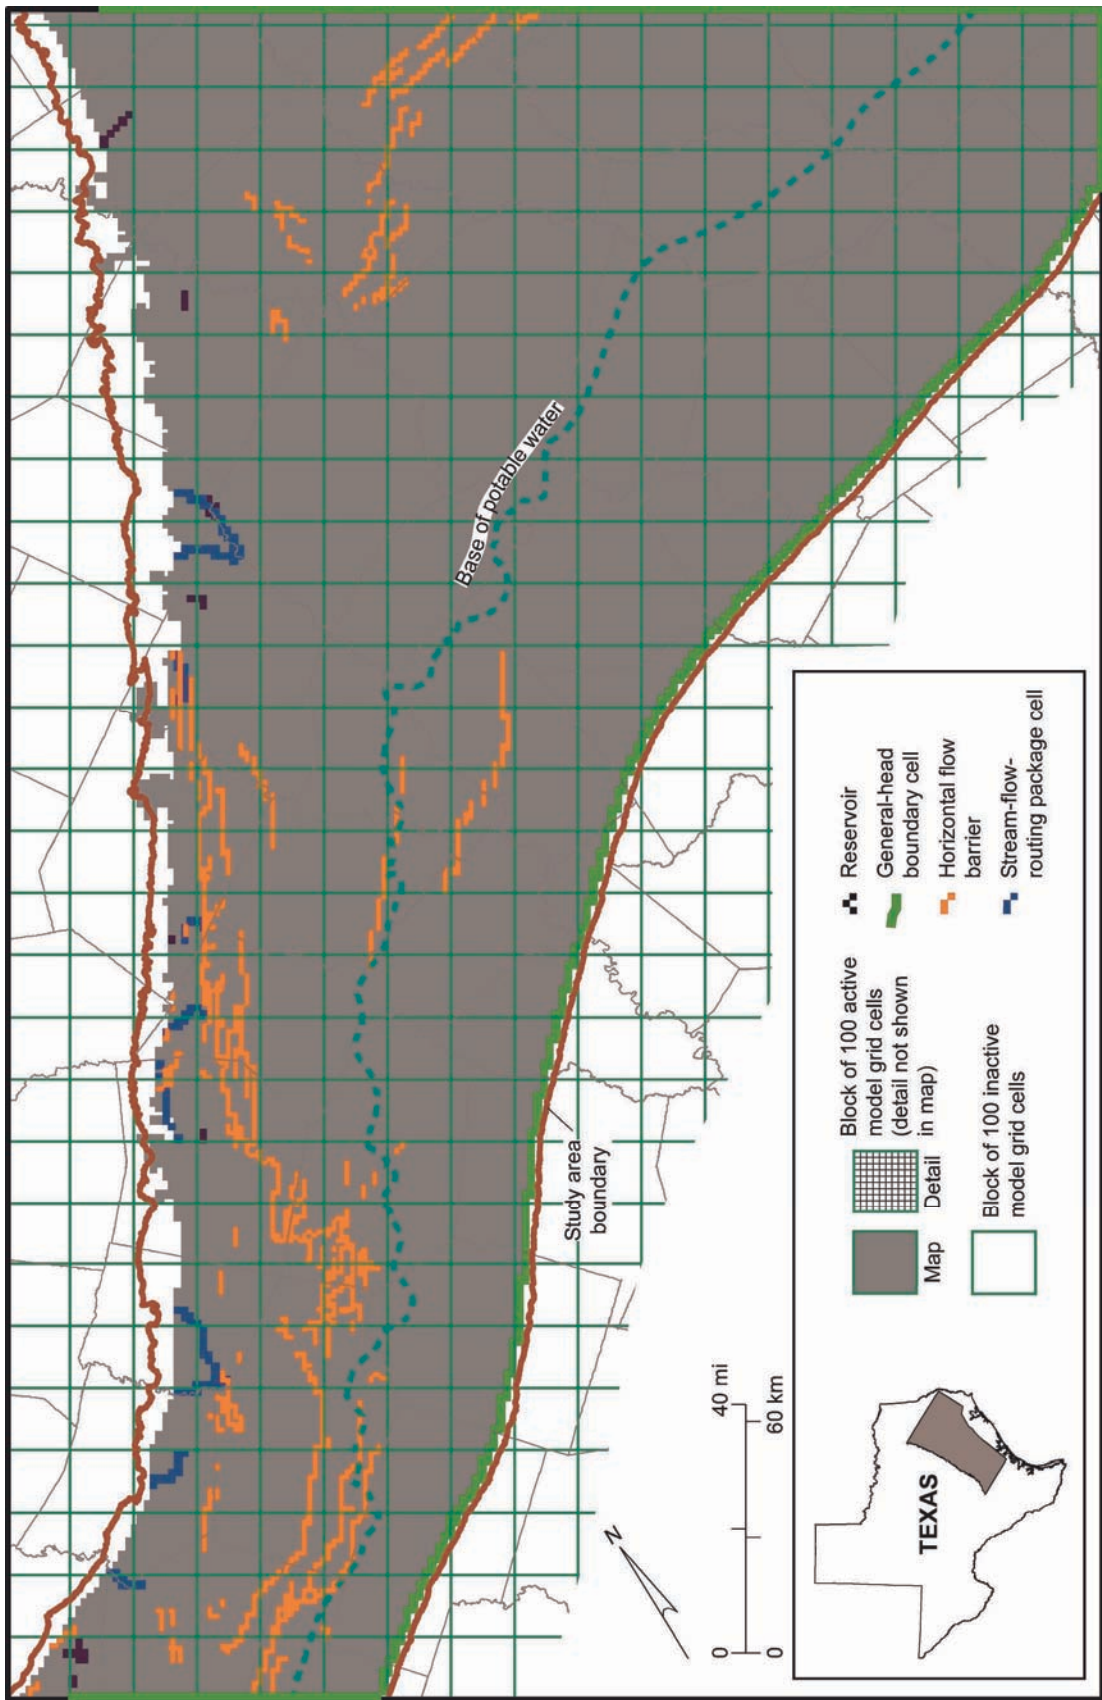 Base of potable water
Study area
boundary
N
0
40 mi
0
60 km
TEXAS
Map
Detail
Block of 100 active
model grid cells
(detail not shown
in map)
Block of 100 inactive
model grid cells
Reservoir
General-head
boundary cell
Horizontal flow
barrier
Stream-flow-
routing package cell